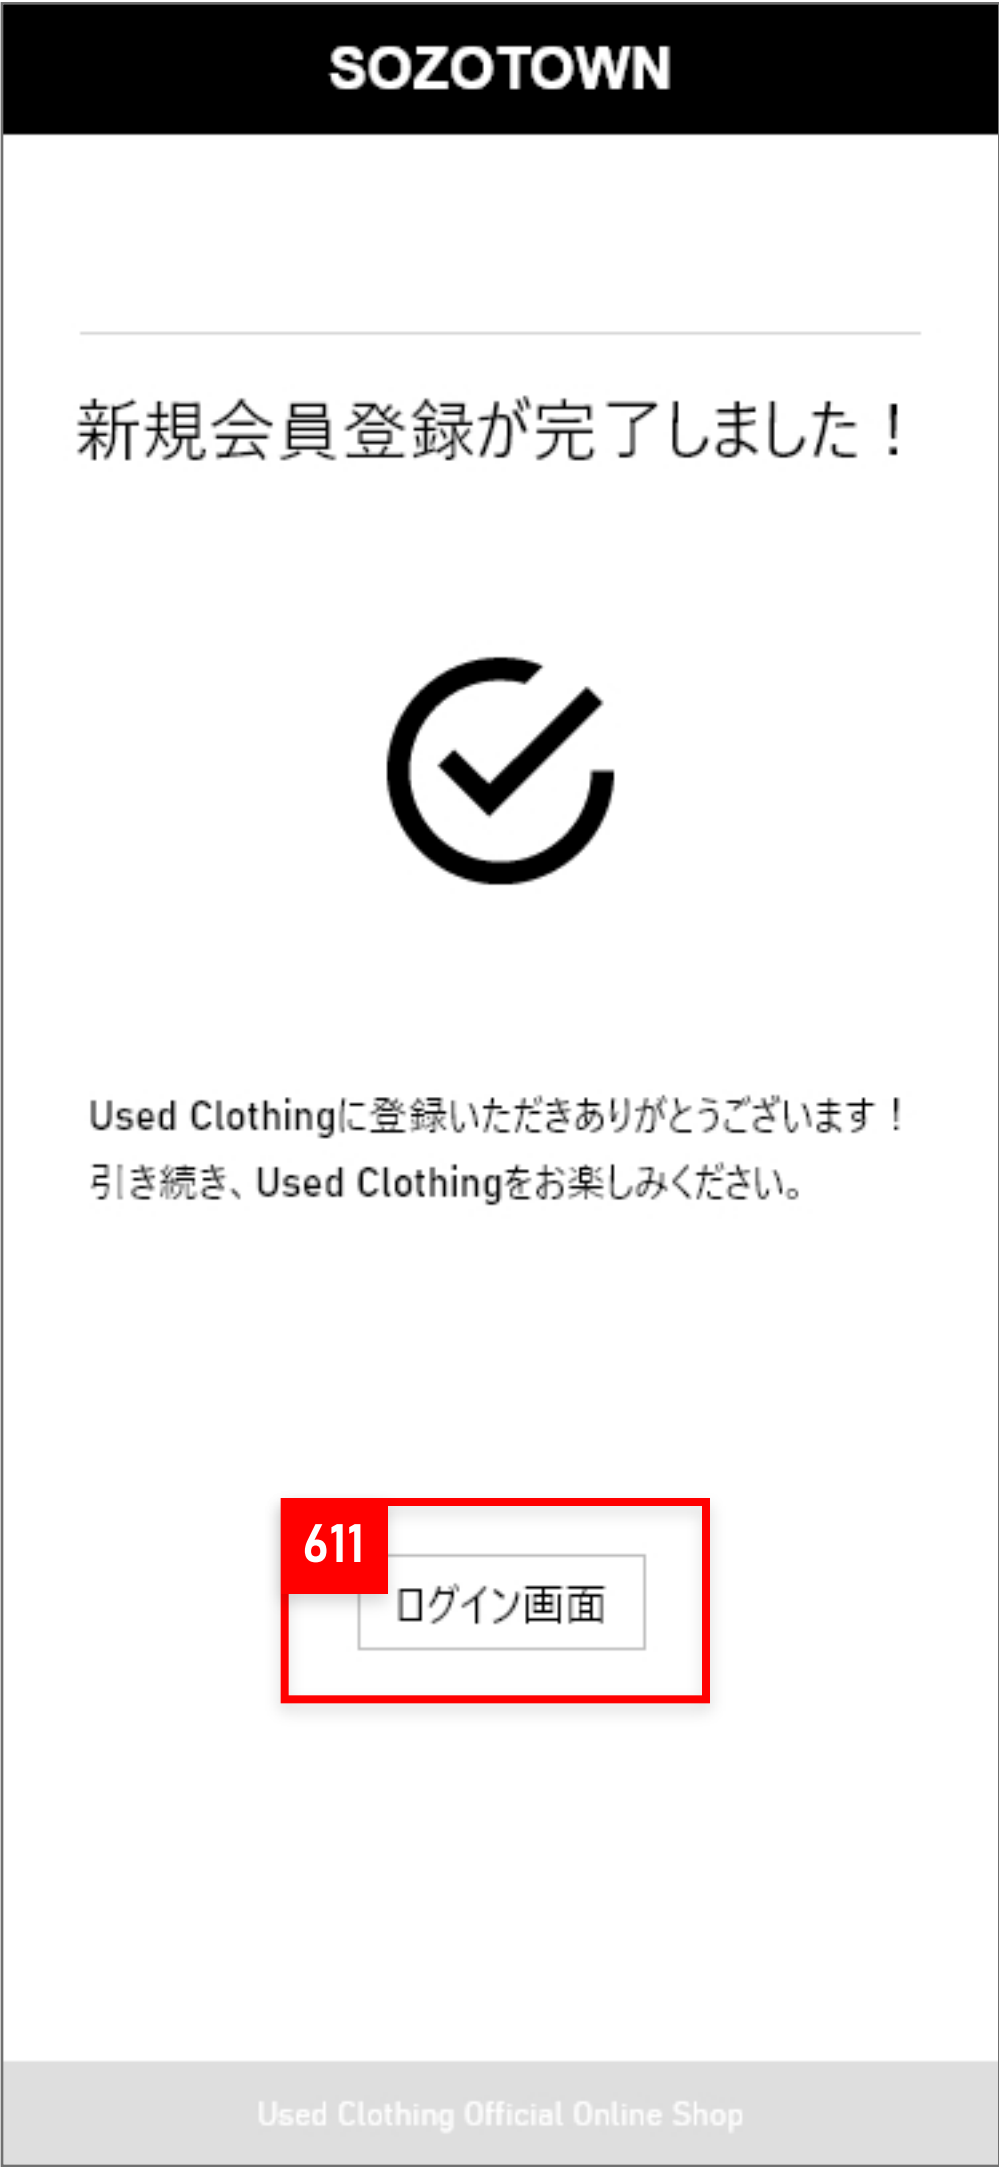 SOZOTOWN
新規会員登録が完了しました！
Used Clothingに登録いただきありがとうございます！
引き続き、Used Clothingをお楽しみください。
611
ログイン画面
Used Clothing Official Online Shop